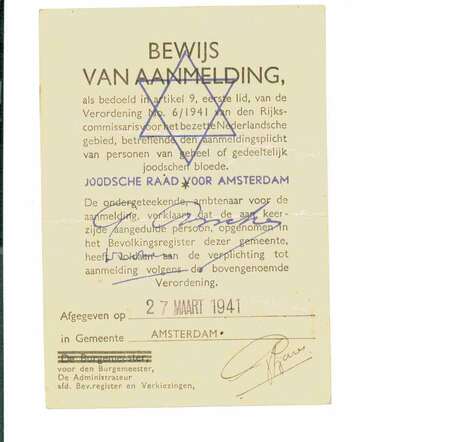 BEWIJS
VAN AANMELDING,
als bedoeld in artikel 9, eerste lid, van de
Verordening No. 6/1941 van den Rijks-
commissaris voor het bezette Nederlandsche
gebied, betreffende den aanmeldingsplicht
van personen van geheel of gedeeltelijk
joodschen bloede.
JOODSCHE RAAD VOOR AMSTERDAM
De ondergeteekende, ambtenaar voor de
aanmelding, verklaart dat de aan keer-
zijde aangeduide persoon, opgenomen in
het Bevolkingsregister dezer gemeente,
heeft voldaan aan de verplichting tot
aanmelding volgens de bovengenoemde
Verordening.
Afgegeven op 27 MAART 1941
in Gemeente AMSTERDAM.
De Burgemeester,
voor den Burgemeester,
De Administrateur
afd. Bev.register en Verkiezingen,